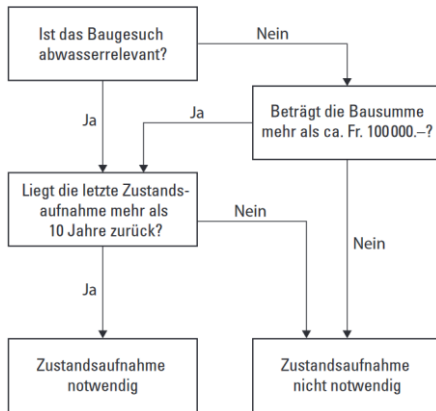 Ist das Baugesuch
abwasserrelevant?
Nein
Ja
Ja
Beträgt die Bausumme
mehr als ca. Fr. 100 000.–?
Liegt die letzte Zustands-
aufnahme mehr als
10 Jahre zurück?
Nein
Nein
Ja
Zustandsaufnahme
notwendig
Zustandsaufnahme
nicht notwendig